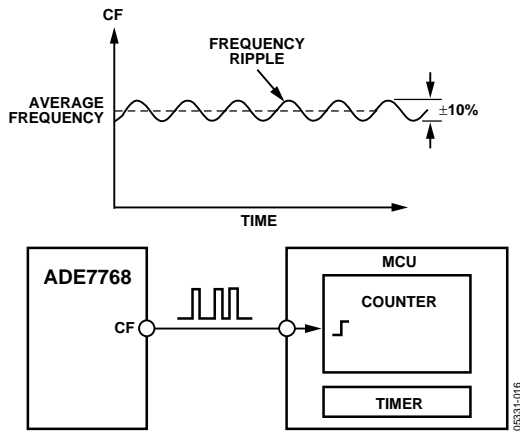 CF
FREQUENCY
RIPPLE
AVERAGE
FREQUENCY
±10%
TIME
ADE7768
CF
MCU
COUNTER
TIMER
05331-016